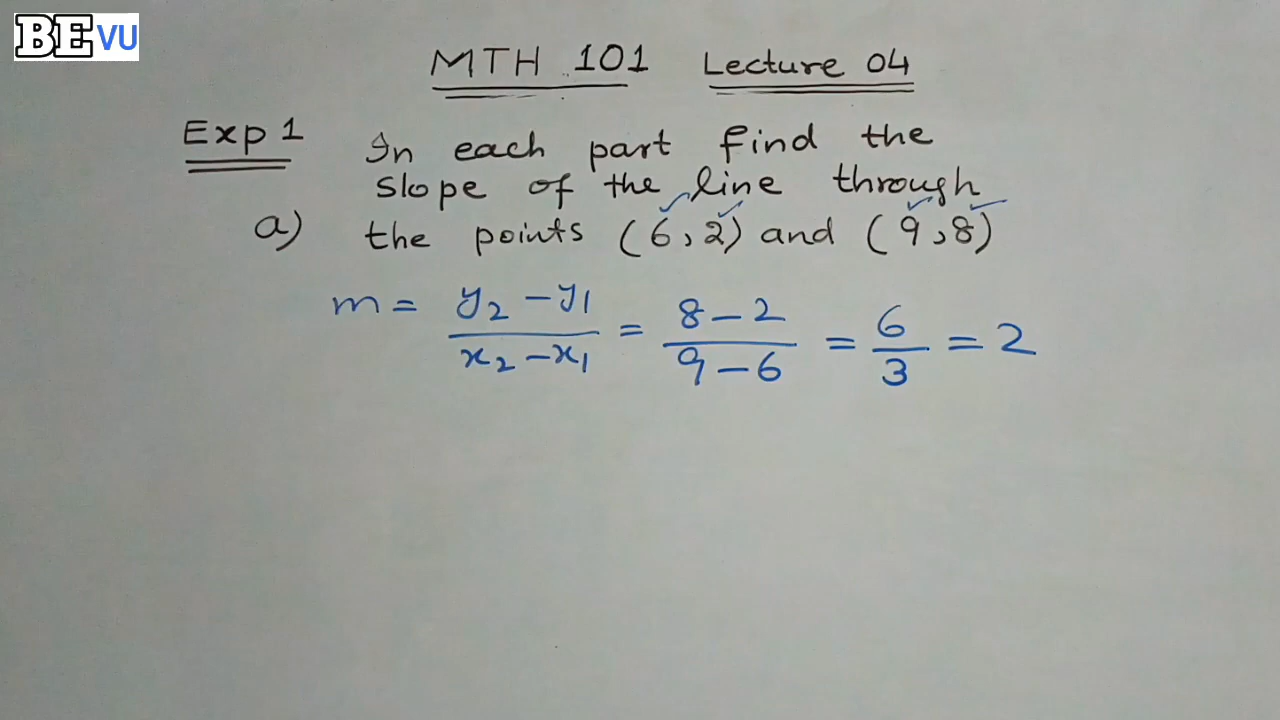 BEVU
MTH 101 Lecture 04
Exp 1 In each part find the
slope of the line through
a) the points (6,2) and (9,8)
m = y₂ - y₁ / x₂ - x₁ = 8 - 2 / 9 - 6 = 6 / 3 = 2